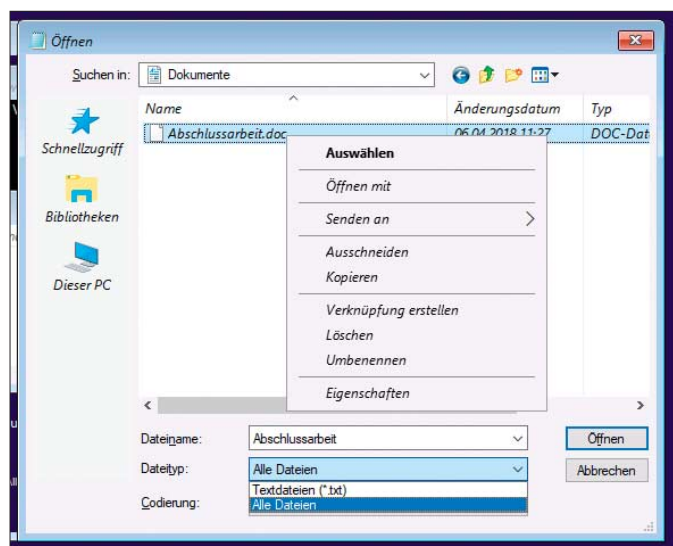 Öffnen
Suchen in: Dokumente
Name Änderungsdatum Typ
Abschlussarbeit.doc 06.04.2018 11:27 DOC-Dat
Schnellzugriff
Bibliotheken
Dieser PC
Auswählen
Öffnen mit
Senden an
Ausschneiden
Kopieren
Verknüpfung erstellen
Löschen
Umbenennen
Eigenschaften
Dateiname: Abschlussarbeit Öffnen
Dateityp: Alle Dateien Abbrechen
Textdateien (*.txt)
Codierung: Alle Dateien